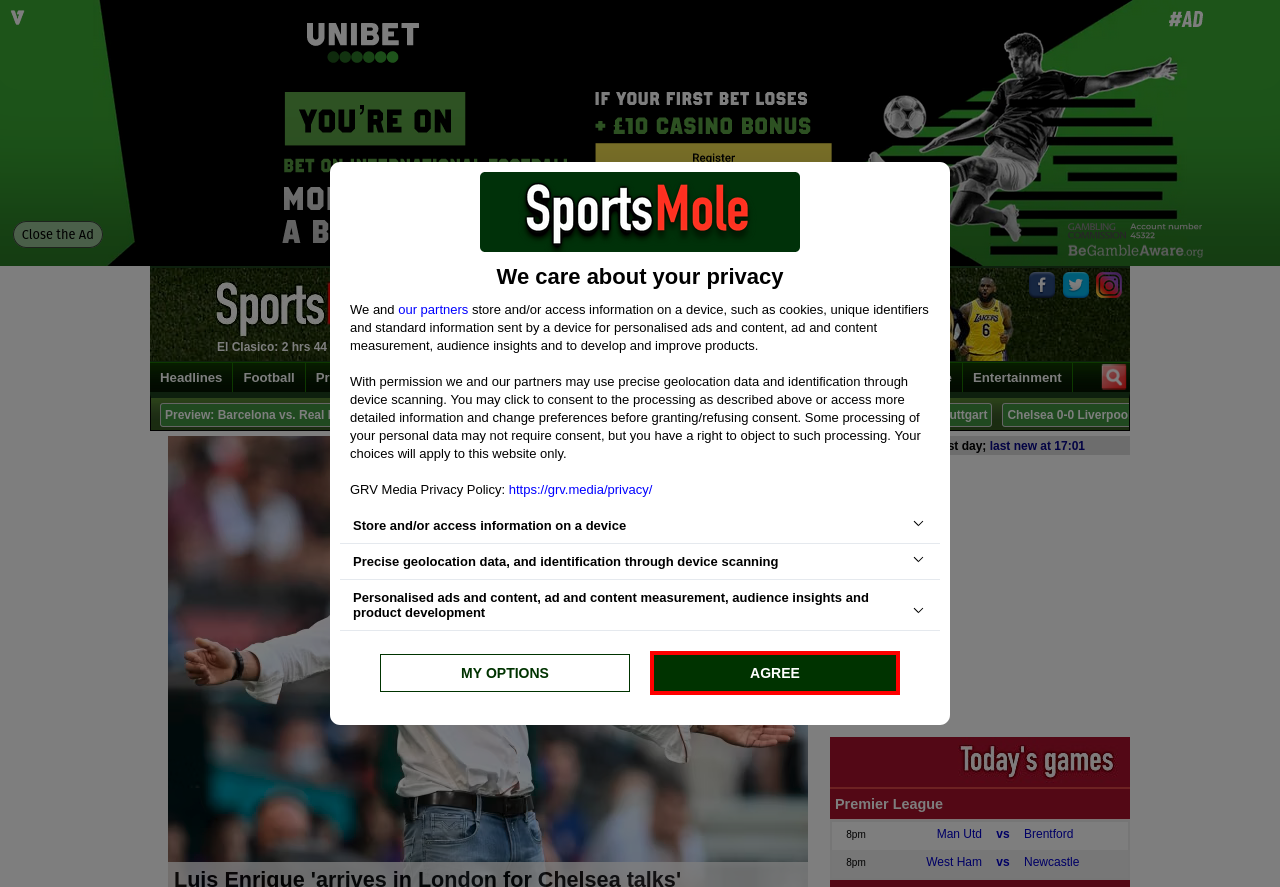 V
#AD
UNIBET
YOU'RE ON
IF YOUR FIRST BET LOSES
+ £10 CASINO BONUS
Register
BET ON INTERNATIONAL FOOTBALL
A B
Close the Ad
GAMBLING
Account number
45322
BeGambleAware.org
SportsMole
We care about your privacy
We and our partners store and/or access information on a device, such as cookies, unique identifiers
and standard information sent by a device for personalised ads and content, ad and content
measurement, audience insights and to develop and improve products.
With permission we and our partners may use precise geolocation data and identification through
device scanning. You may click to consent to the processing as described above or access more
detailed information and change preferences before granting/refusing consent. Some processing of
your personal data may not require consent, but you have a right to object to such processing. Your
choices will apply to this website only.
GRV Media Privacy Policy: https://grv.media/privacy/
Store and/or access information on a device
Precise geolocation data, and identification through device scanning
Personalised ads and content, ad and content measurement, audience insights and
product development
MY OPTIONS
AGREE
Sports
El Clasico: 2 hrs 44
LAKERS
6
Headlines
Football
Entertainment
Preview: Barcelona vs. Real
Chelsea 0-0 Liverpoo
st day; last new at 17:01
Today's games
Premier League
8pm Man Utd vs Brentford
8pm West Ham vs Newcastle
Luis Enrique 'arrives in London for Chelsea talks'